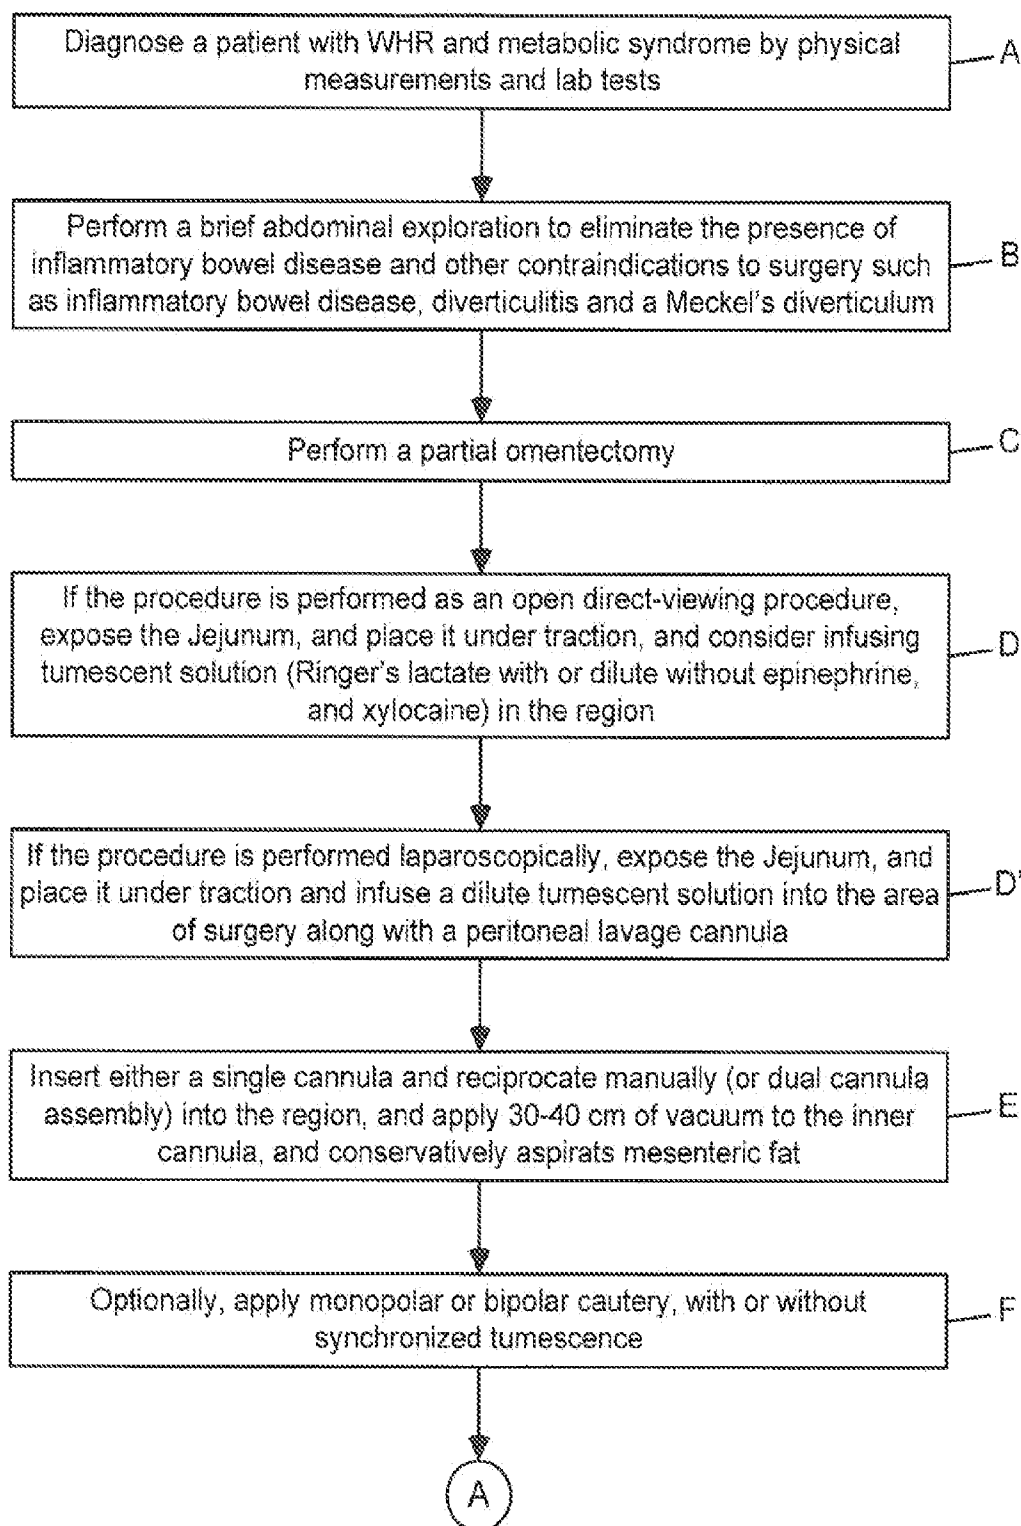 Diagnose a patient with WHR and metabolic syndrome by physical
measurements and lab tests
A
Perform a brief abdominal exploration to eliminate the presence of
inflammatory bowel disease and other contraindications to surgery such
as inflammatory bowel disease, diverticulitis and a Meckel's diverticulum
B
Perform a partial omentectomy
C
If the procedure is performed as an open direct-viewing procedure,
expose the Jejunum, and place it under traction, and consider infusing
tumescent solution (Ringer's lactate with or dilute without epinephrine,
and xylocaine) in the region
D
If the procedure is performed laparoscopically, expose the Jejunum, and
place it under traction and infuse a dilute tumescent solution into the area
of surgery along with a peritoneal lavage cannula
D'
Insert either a single cannula and reciprocate manually (or dual cannula
assembly) into the region, and apply 30-40 cm of vacuum to the inner
cannula, and conservatively aspirats mesenteric fat
E
Optionally, apply monopolar or bipolar cautery, with or without
synchronized tumescence
F
A